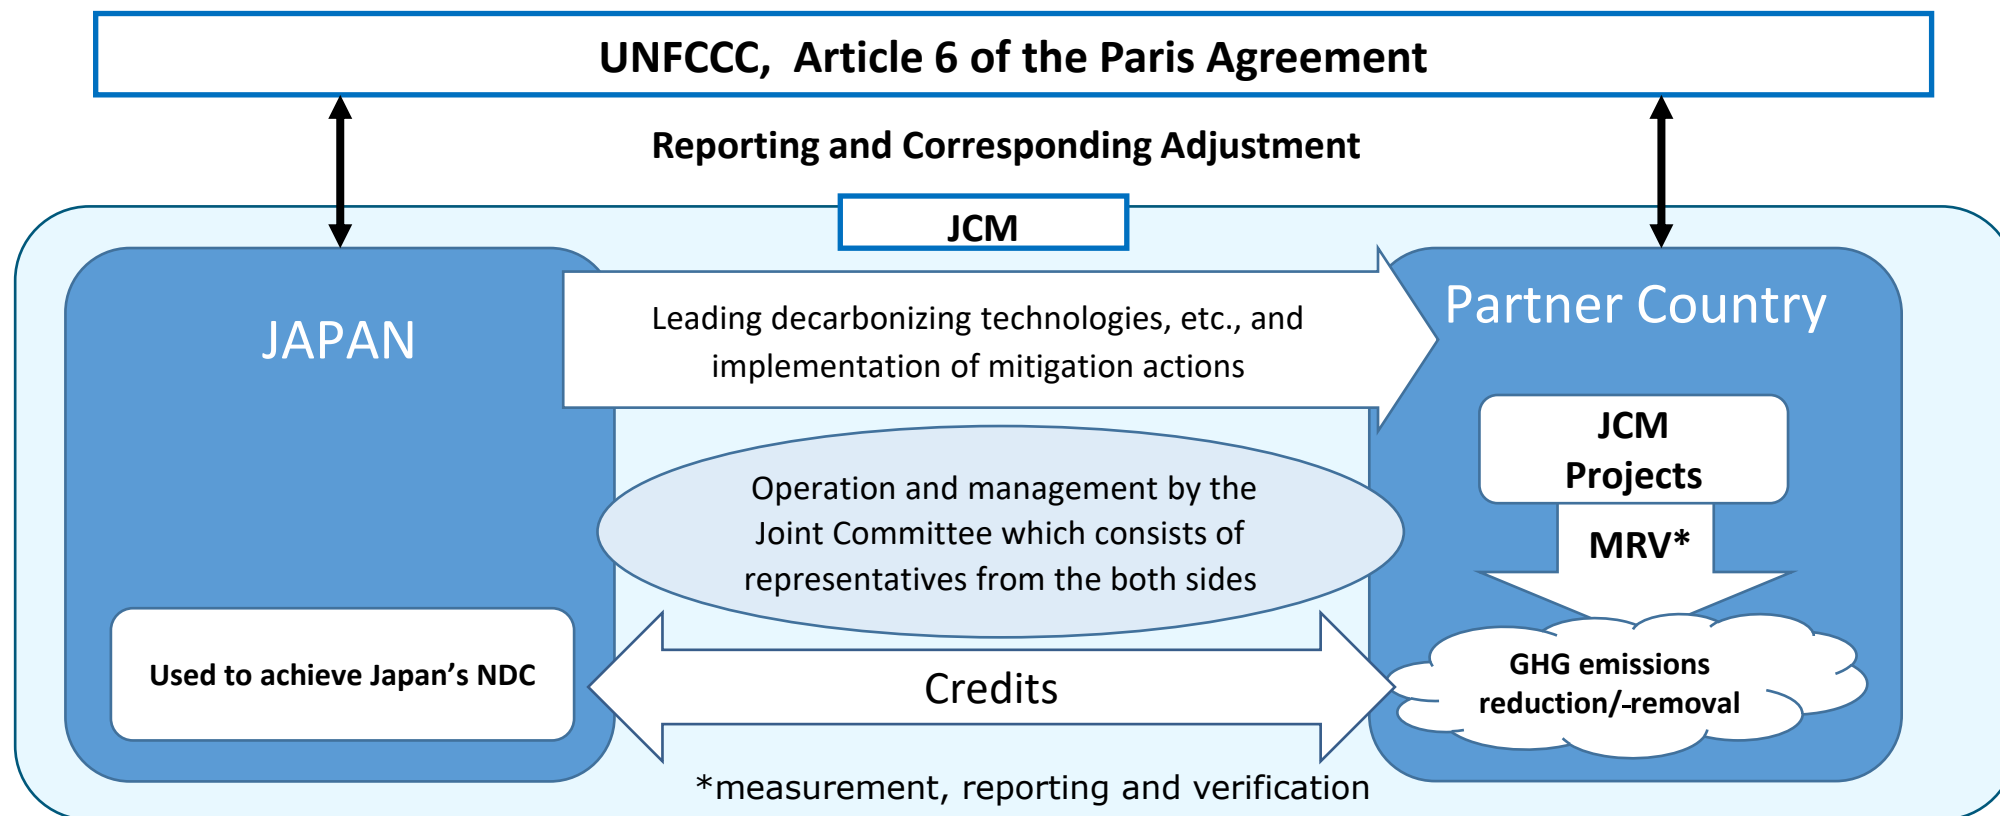 UNFCCC, Article 6 of the Paris Agreement
Reporting and Corresponding Adjustment
JCM
JAPAN
Leading decarbonizing technologies, etc., and
implementation of mitigation actions
Partner Country
JCM
Projects
MRV*
Operation and management by the
Joint Committee which consists of
representatives from the both sides
Used to achieve Japan’s NDC
Credits
GHG emissions
reduction/-removal
*measurement, reporting and verification